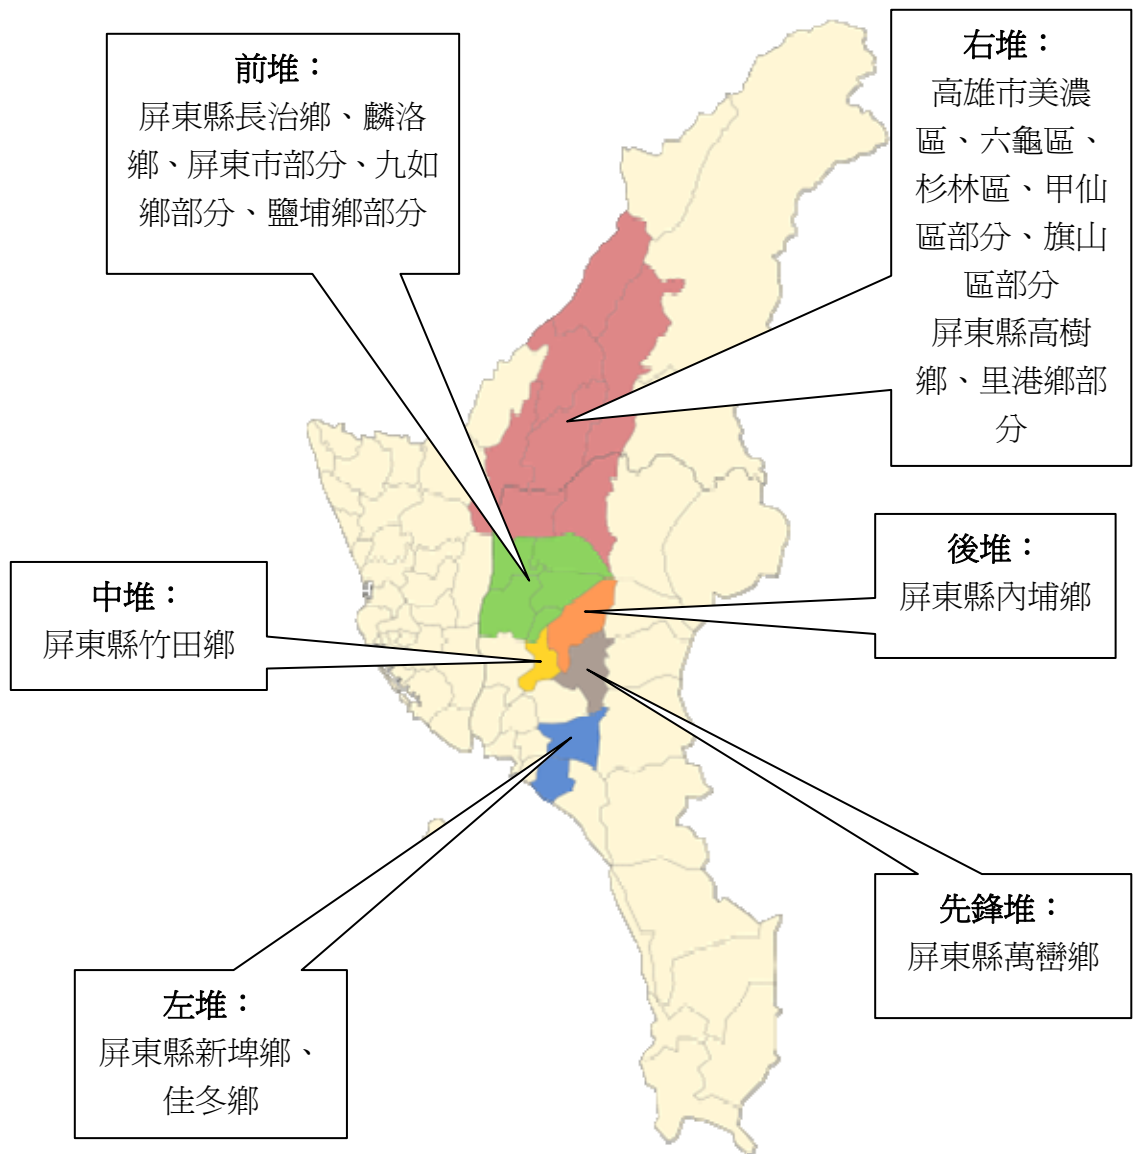 前堆：
屏東縣長治鄉、麟洛
鄉、屏東市部分、九如
鄉部分、鹽埔鄉部分
右堆：
高雄市美濃
區、六龜區、
杉林區、甲仙
區部分、旗山
區部分
屏東縣高樹
鄉、里港鄉部
分
中堆：
屏東縣竹田鄉
後堆：
屏東縣內埔鄉
先鋒堆：
屏東縣萬巒鄉
左堆：
屏東縣新埤鄉、
佳冬鄉